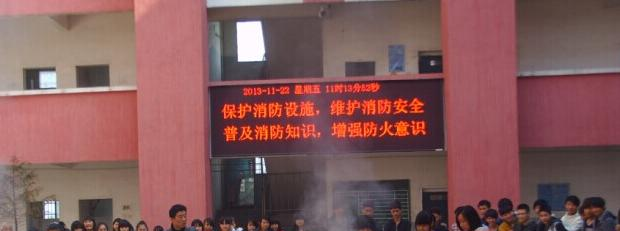 2013-11-22 星期五 11时13分52秒
保护消防设施，维护消防安全
普及消防知识，增强防火意识